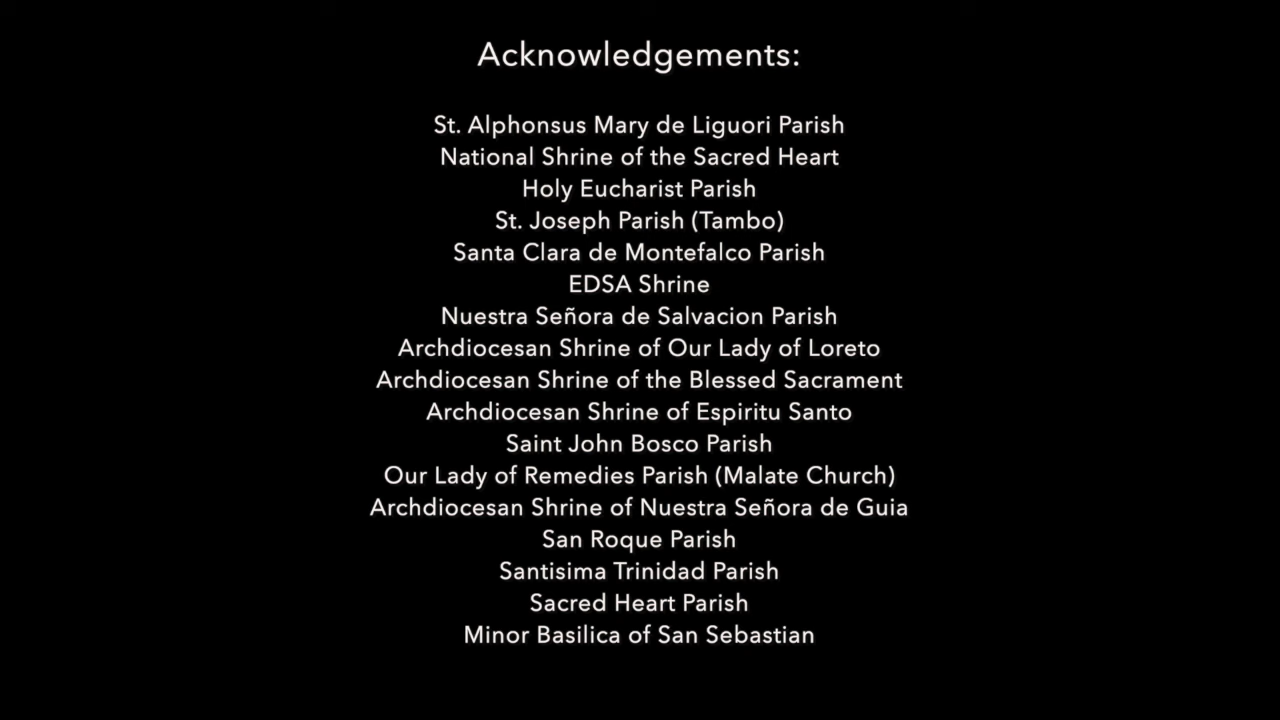 Acknowledgements:
St. Alphonsus Mary de Liguori Parish
National Shrine of the Sacred Heart
Holy Eucharist Parish
St. Joseph Parish (Tambo)
Santa Clara de Montefalco Parish
EDSA Shrine
Nuestra Señora de Salvacion Parish
Archdiocesan Shrine of Our Lady of Loreto
Archdiocesan Shrine of the Blessed Sacrament
Archdiocesan Shrine of Espiritu Santo
Saint John Bosco Parish
Our Lady of Remedies Parish (Malate Church)
Archdiocesan Shrine of Nuestra Señora de Guia
San Roque Parish
Santisima Trinidad Parish
Sacred Heart Parish
Minor Basilica of San Sebastian